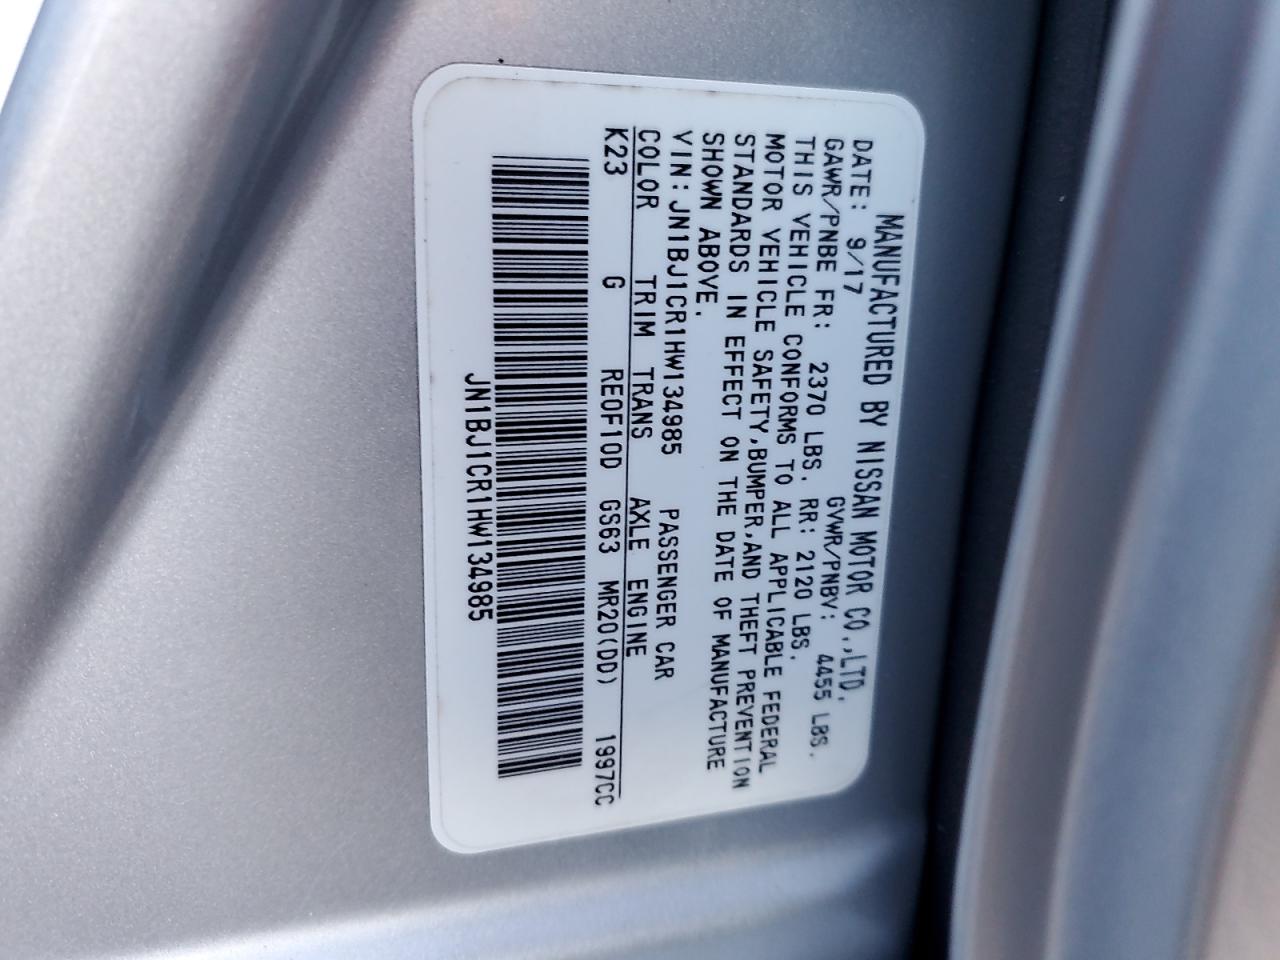 MANUFACTURED BY NISSAN MOTOR CO.,LTD.
DATE: 9/17 GVWR/PNBV: 4455 LBS.
GAWR/PNBE FR: 2370 LBS. RR: 2120 LBS.
THIS VEHICLE CONFORMS TO ALL APPLICABLE FEDERAL
MOTOR VEHICLE SAFETY,BUMPER,AND THEFT PREVENTION
STANDARDS IN EFFECT ON THE DATE OF MANUFACTURE
SHOWN ABOVE.
VIN:JN1BJ1CR1HW134985 PASSENGER CAR
COLOR TRIM TRANS AXLE ENGINE
K23 G RE0F10D GS63 MR20(DD) 1997CC
JN1BJ1CR1HW134985